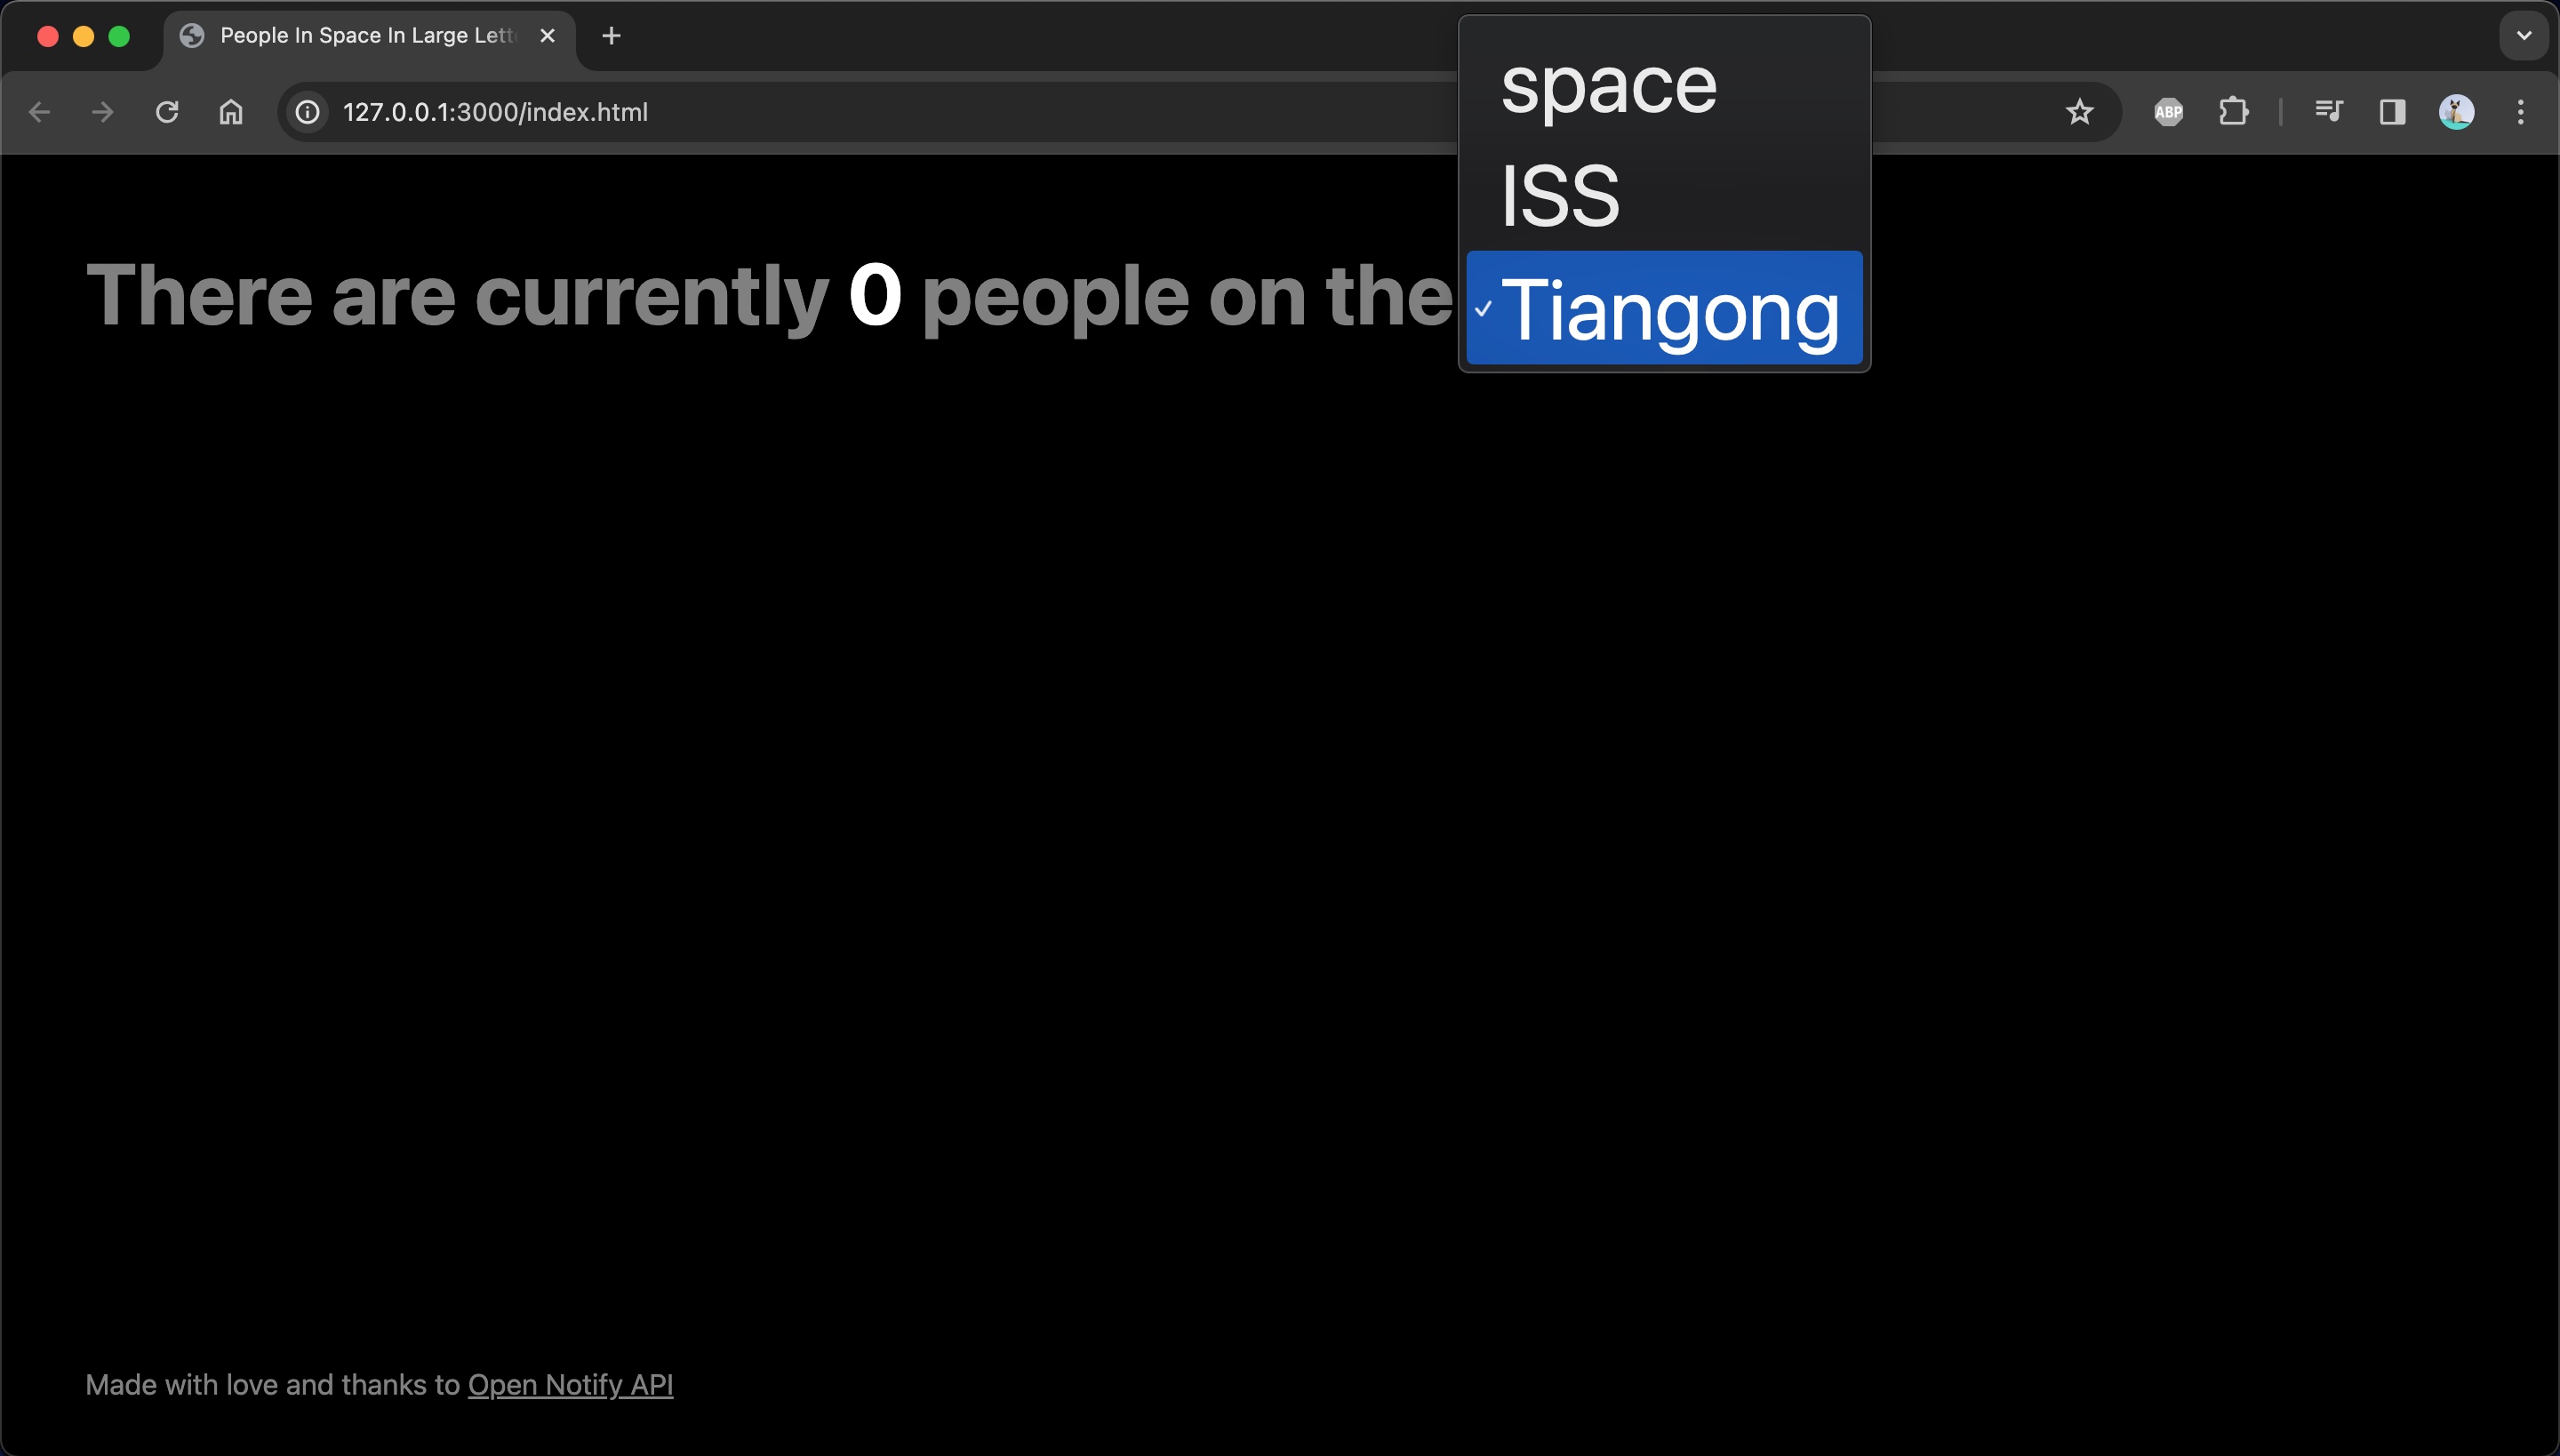 People In Space In Large Lett
127.0.0.1:3000/index.html
ABP
There are currently 0 people on the
space
ISS
✓ Tiangong
Made with love and thanks to Open Notify API